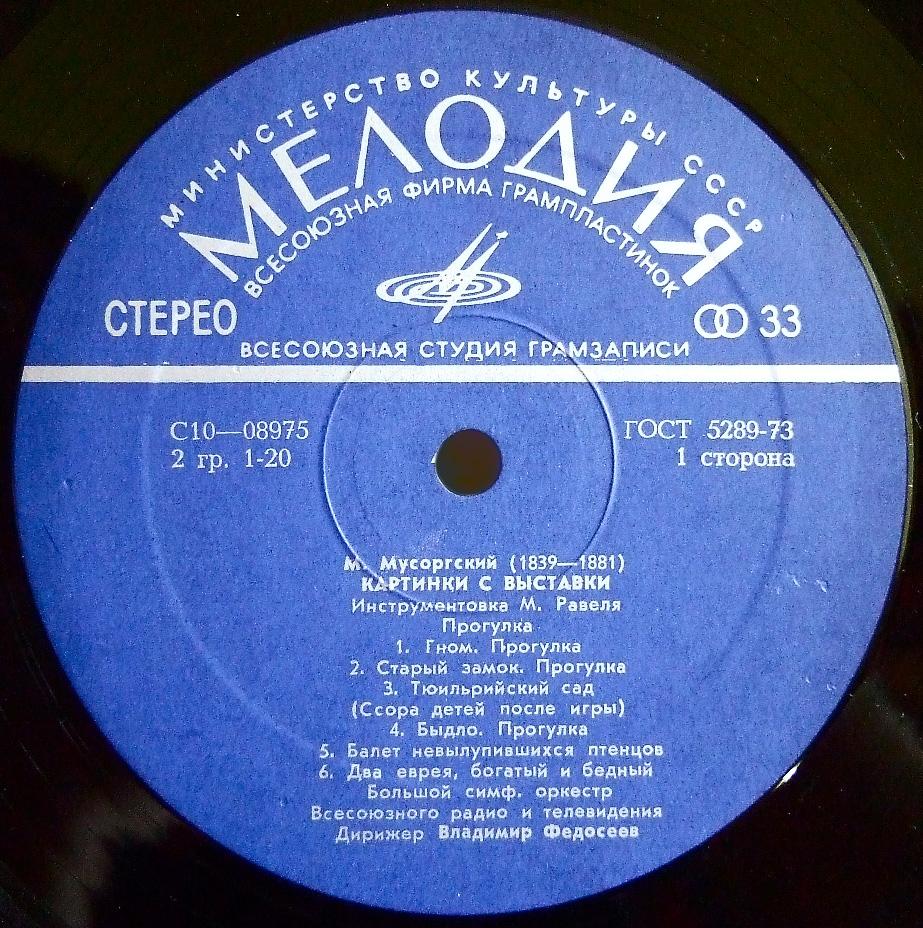 МИНИСТЕРСТВО КУЛЬТУРЫ СССР
МЕЛОДИЯ
ВСЕСОЮЗНАЯ ФИРМА ГРАМПЛАСТИНОК
СТЕРЕО
33
ВСЕСОЮЗНАЯ СТУДИЯ ГРАМЗАПИСИ
С10—08975
ГОСТ 5289-73
2 гр. 1-20
1 сторона
М. Мусоргский (1839—1881)
КАРТИНКИ С ВЫСТАВКИ
Инструментовка М. Равеля
Прогулка
1. Гном. Прогулка
2. Старый замок. Прогулка
3. Тюильрийский сад
(Ссора детей после игры)
4. Быдло. Прогулка
5. Балет невылупившихся птенцов
6. Два еврея, богатый и бедный
Большой симф. оркестр
Всесоюзного радио и телевидения
Дирижер Владимир Федосеев